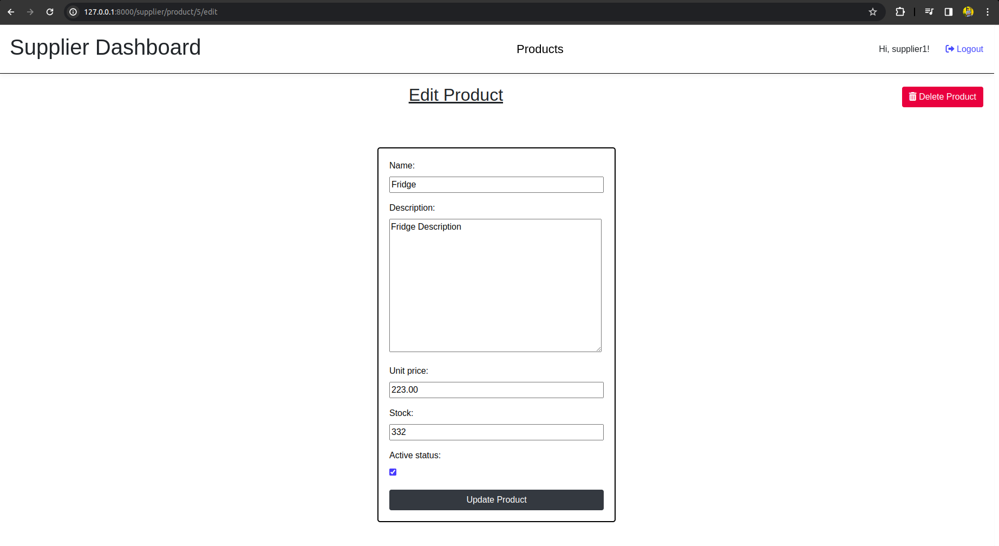 127.0.0.1:8000/supplier/product/5/edit
Supplier Dashboard
Products
Hi, supplier1!
Logout
Edit Product
Delete Product
Name:
Fridge
Description:
Fridge Description
Unit price:
223.00
Stock:
332
Active status:
Update Product